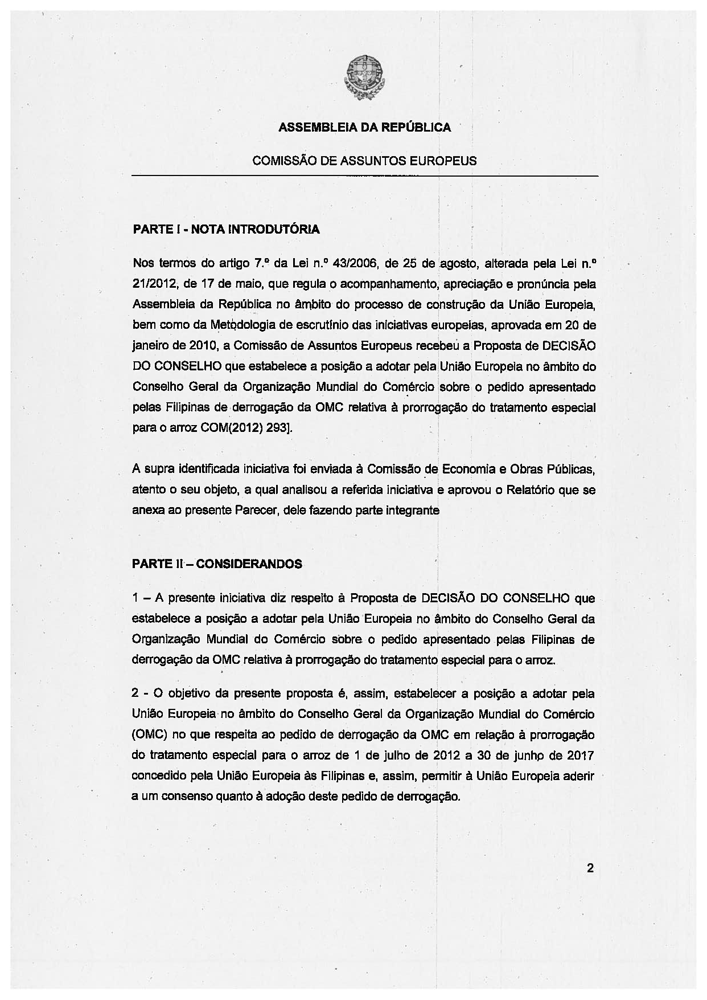 ASSEMBLEIA DA REPÚBLICA
COMISSÃO DE ASSUNTOS EUROPEUS
PARTE I - NOTA INTRODUTÓRIA
Nos termos do artigo 7.º da Lei n.º 43/2006, de 25 de agosto, alterada pela Lei n.º
21/2012, de 17 de maio, que regula o acompanhamento, apreciação e pronúncia pela
Assembleia da República no âmbito do processo de construção da União Europeia,
bem como da Metodologia de escrutínio das iniciativas europeias, aprovada em 20 de
janeiro de 2010, a Comissão de Assuntos Europeus recebeu a Proposta de DECISÃO
DO CONSELHO que estabelece a posição a adotar pela União Europeia no âmbito do
Conselho Geral da Organização Mundial do Comércio sobre o pedido apresentado
pelas Filipinas de derrogação da OMC relativa à prorrogação do tratamento especial
para o arroz COM(2012) 293].
A supra identificada iniciativa foi enviada à Comissão de Economia e Obras Públicas,
atento o seu objeto, a qual analisou a referida iniciativa e aprovou o Relatório que se
anexa ao presente Parecer, dele fazendo parte integrante
PARTE II – CONSIDERANDOS
1 – A presente iniciativa diz respeito à Proposta de DECISÃO DO CONSELHO que
estabelece a posição a adotar pela União Europeia no âmbito do Conselho Geral da
Organização Mundial do Comércio sobre o pedido apresentado pelas Filipinas de
derrogação da OMC relativa à prorrogação do tratamento especial para o arroz.
2 - O objetivo da presente proposta é, assim, estabelecer a posição a adotar pela
União Europeia no âmbito do Conselho Geral da Organização Mundial do Comércio
(OMC) no que respeita ao pedido de derrogação da OMC em relação à prorrogação
do tratamento especial para o arroz de 1 de julho de 2012 a 30 de junho de 2017
concedido pela União Europeia às Filipinas e, assim, permitir à União Europeia aderir
a um consenso quanto à adoção deste pedido de derrogação.
2